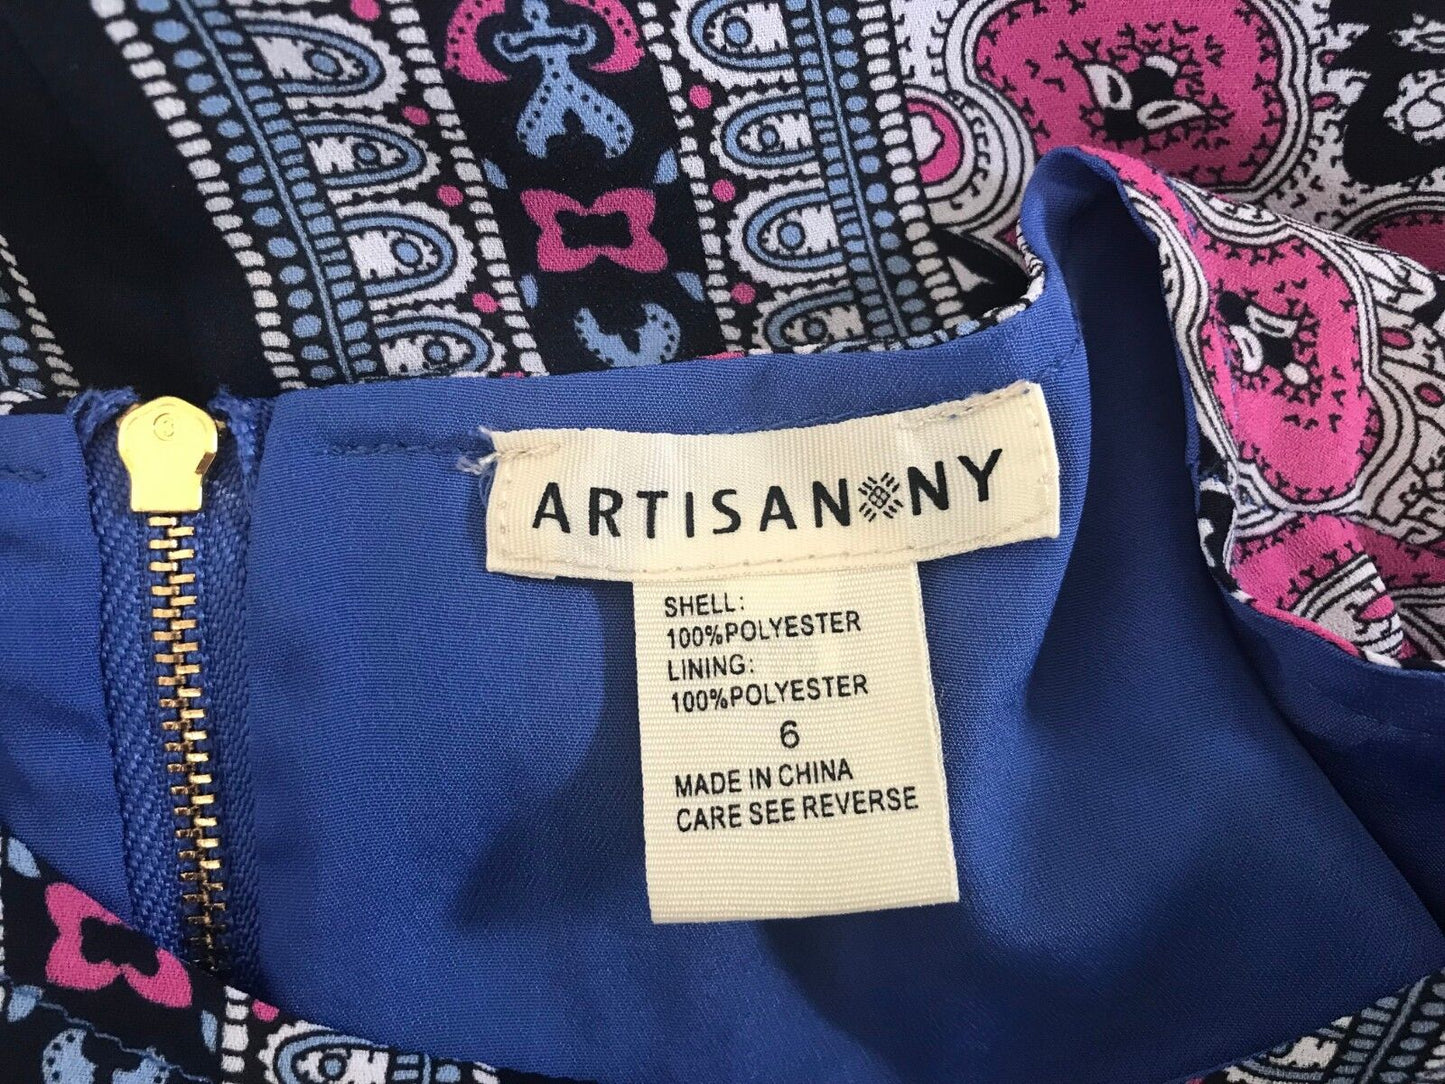 ARTISAN NY
SHELL:
100%POLYESTER
LINING:
100%POLYESTER
6
MADE IN CHINA
CARE SEE REVERSE